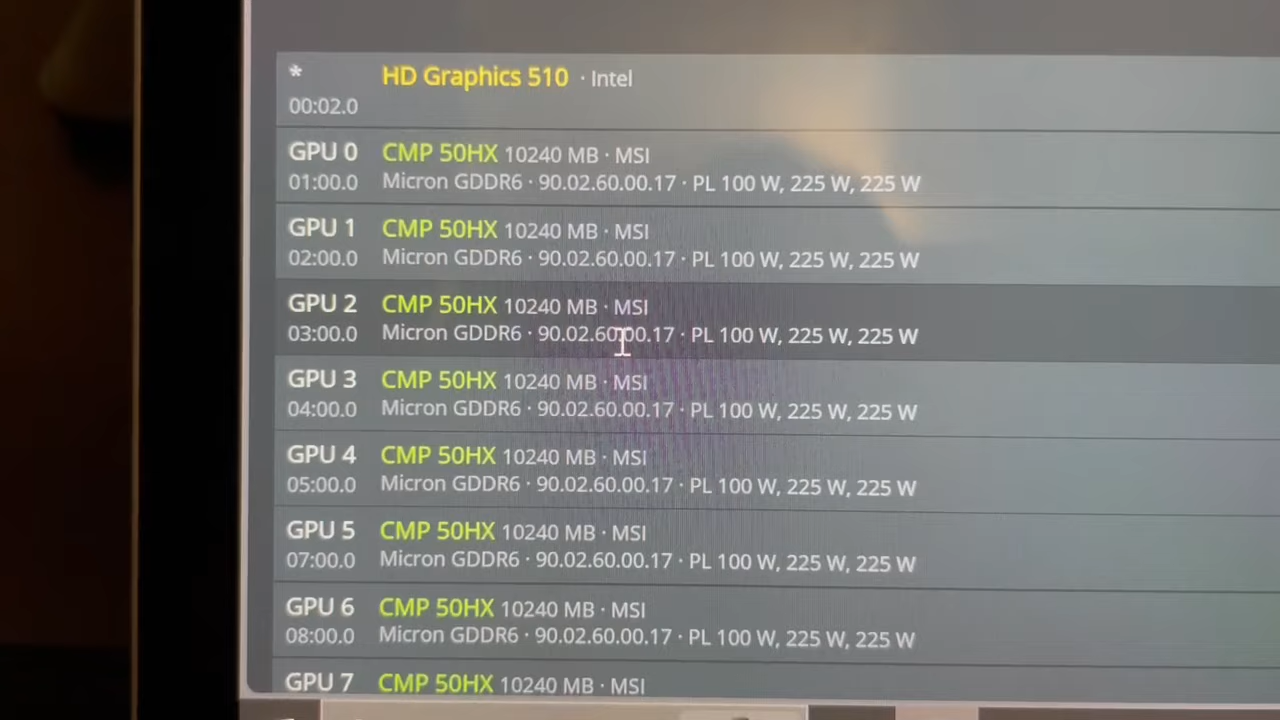 * HD Graphics 510 · Intel
00:02.0
GPU 0 CMP 50HX 10240 MB · MSI
01:00.0 Micron GDDR6 · 90.02.60.00.17 · PL 100 W, 225 W, 225 W
GPU 1 CMP 50HX 10240 MB · MSI
02:00.0 Micron GDDR6 · 90.02.60.00.17 · PL 100 W, 225 W, 225 W
GPU 2 CMP 50HX 10240 MB · MSI
03:00.0 Micron GDDR6 · 90.02.60.00.17 · PL 100 W, 225 W, 225 W
GPU 3 CMP 50HX 10240 MB · MSI
04:00.0 Micron GDDR6 · 90.02.60.00.17 · PL 100 W, 225 W, 225 W
GPU 4 CMP 50HX 10240 MB · MSI
05:00.0 Micron GDDR6 · 90.02.60.00.17 · PL 100 W, 225 W, 225 W
GPU 5 CMP 50HX 10240 MB · MSI
07:00.0 Micron GDDR6 · 90.02.60.00.17 · PL 100 W, 225 W, 225 W
GPU 6 CMP 50HX 10240 MB · MSI
08:00.0 Micron GDDR6 · 90.02.60.00.17 · PL 100 W, 225 W, 225 W
GPU 7 CMP 50HX 10240 MB · MSI